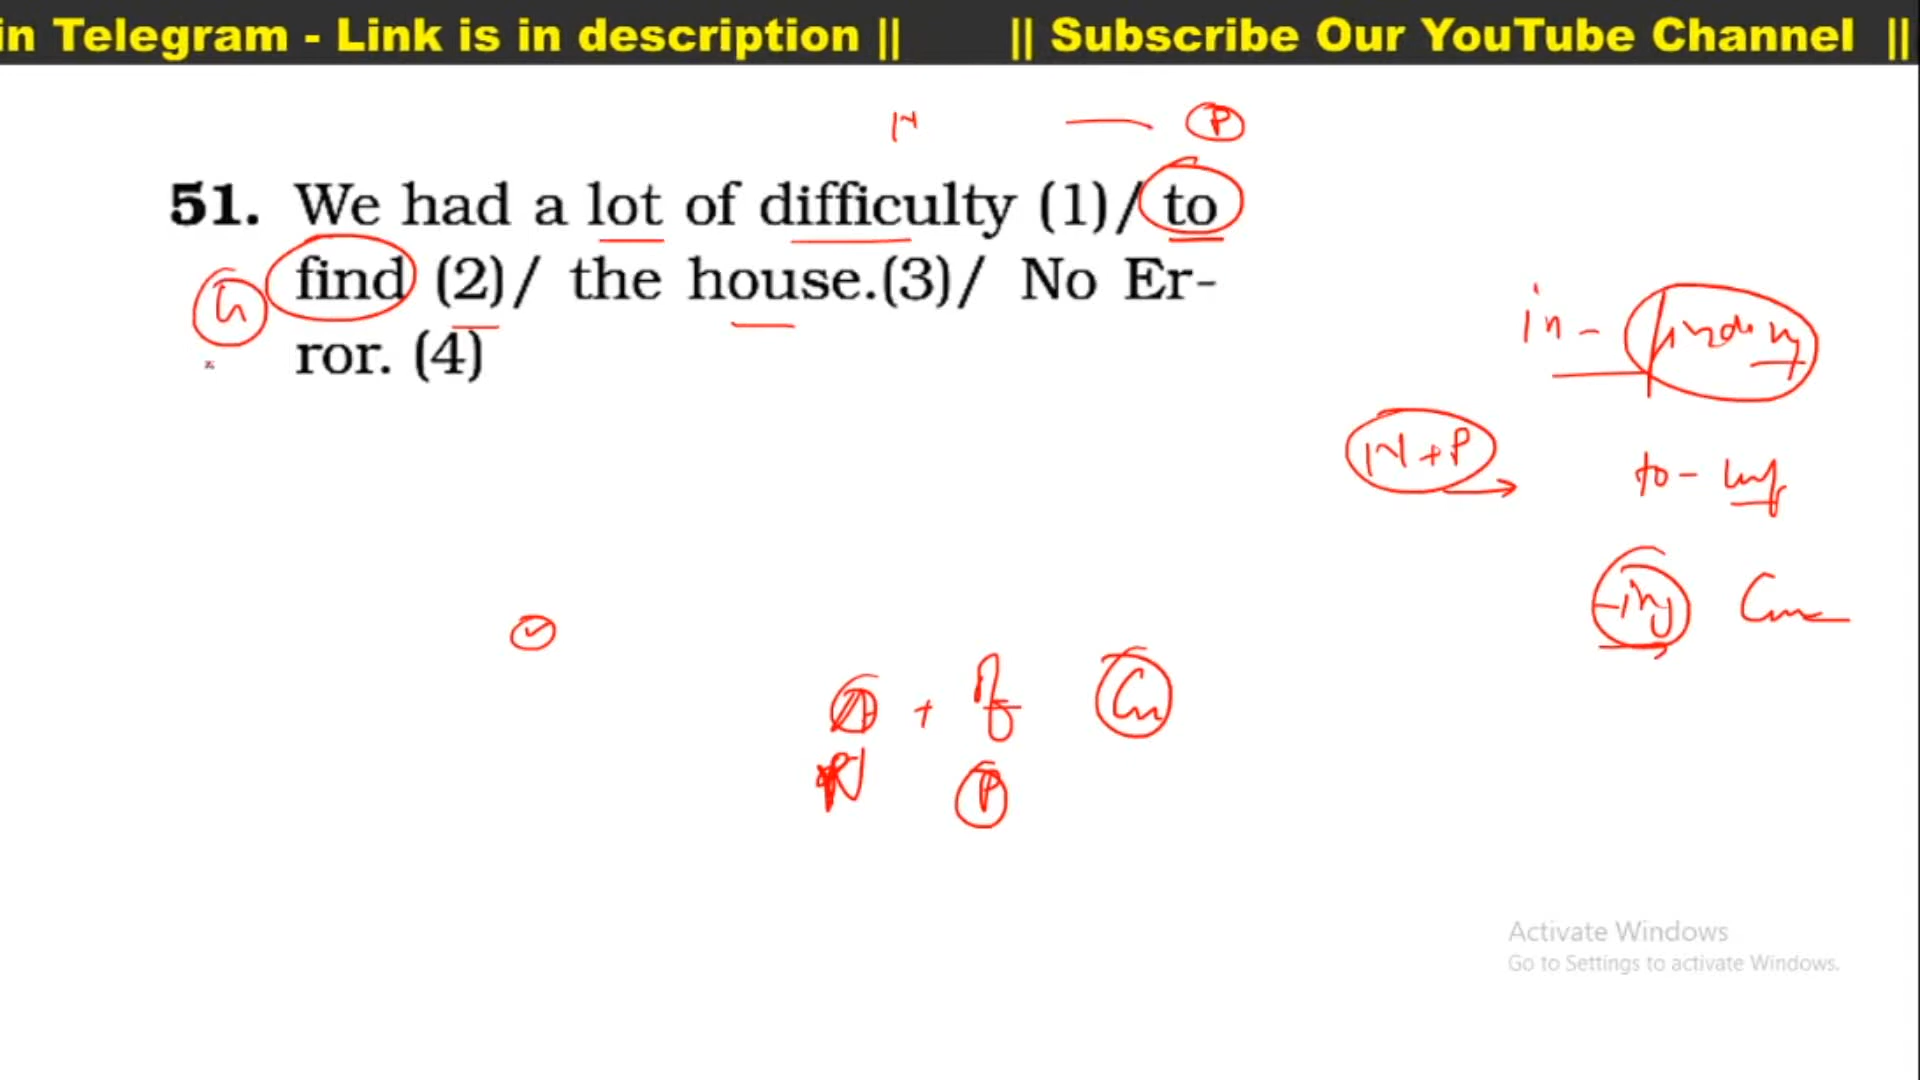 in Telegram - Link is in description || || Subscribe Our YouTube Channel ||
N P
51. We had a lot of difficulty (1)/ to
find (2)/ the house.(3)/ No Er-
ror. (4)
G
in - finding
N + P
to -
-ing
+
N P
Activate Windows
Go to Settings to activate Windows.